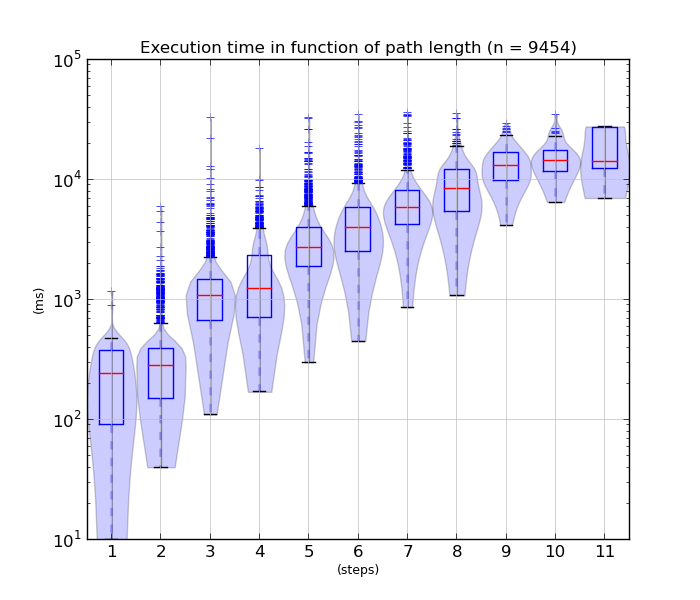 Execution time in function of path length (n = 9454)
10^5
10^4
10^3
10^2
10^1
(ms)
1 2 3 4 5 6 7 8 9 10 11
(steps)